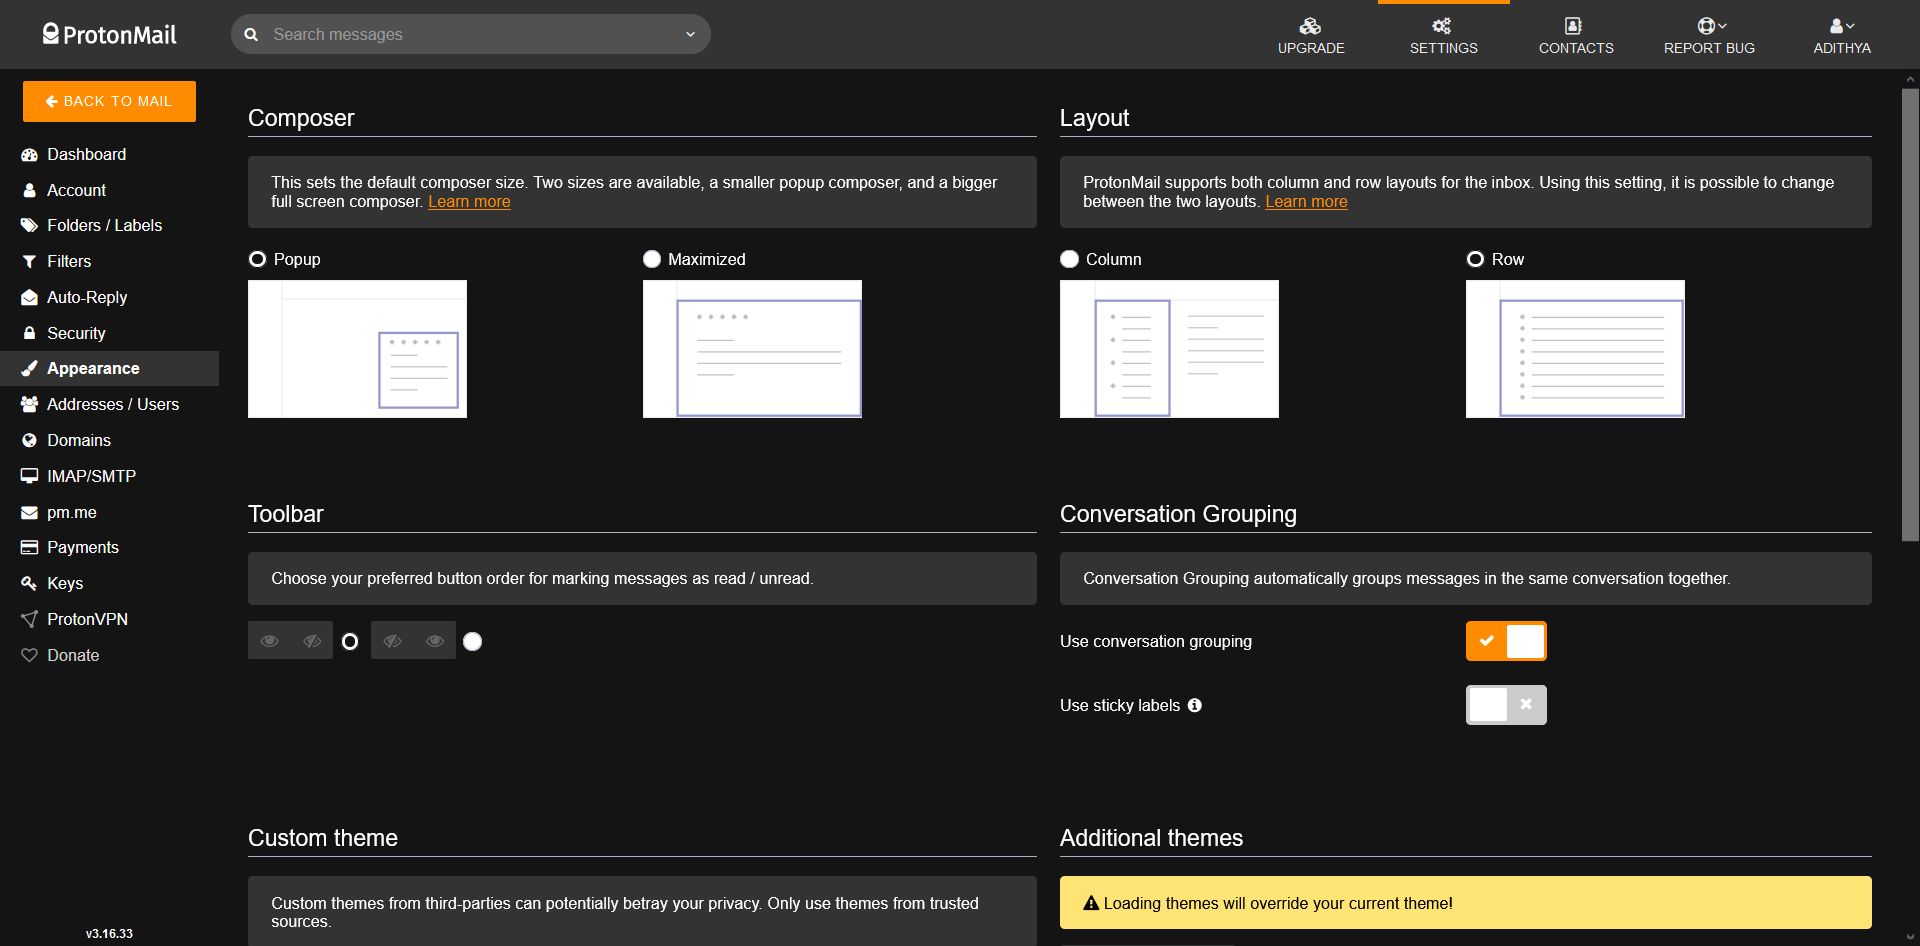 ProtonMail
Search messages
UPGRADE
SETTINGS
CONTACTS
REPORT BUG
ADITHYA
BACK TO MAIL
Dashboard
Account
Folders / Labels
Filters
Auto-Reply
Security
Appearance
Addresses / Users
Domains
IMAP/SMTP
pm.me
Payments
Keys
ProtonVPN
Donate
v3.16.33
Composer
This sets the default composer size. Two sizes are available, a smaller popup composer, and a bigger
full screen composer. Learn more
Popup
Maximized
Layout
ProtonMail supports both column and row layouts for the inbox. Using this setting, it is possible to change
between the two layouts. Learn more
Column
Row
Toolbar
Choose your preferred button order for marking messages as read / unread.
Conversation Grouping
Conversation Grouping automatically groups messages in the same conversation together.
Use conversation grouping
Use sticky labels
Custom theme
Custom themes from third-parties can potentially betray your privacy. Only use themes from trusted
sources.
Additional themes
Loading themes will override your current theme!